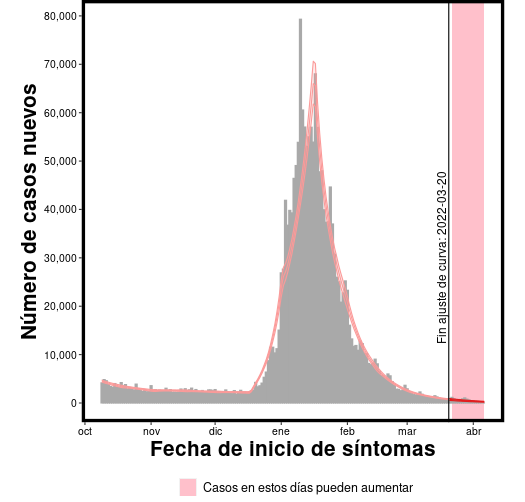 80,000
70,000
60,000
50,000
40,000
30,000
20,000
10,000
0
Número de casos nuevos
Fin ajuste de curva: 2022-03-20
oct nov dic ene feb mar abr
Fecha de inicio de síntomas
Casos en estos días pueden aumentar